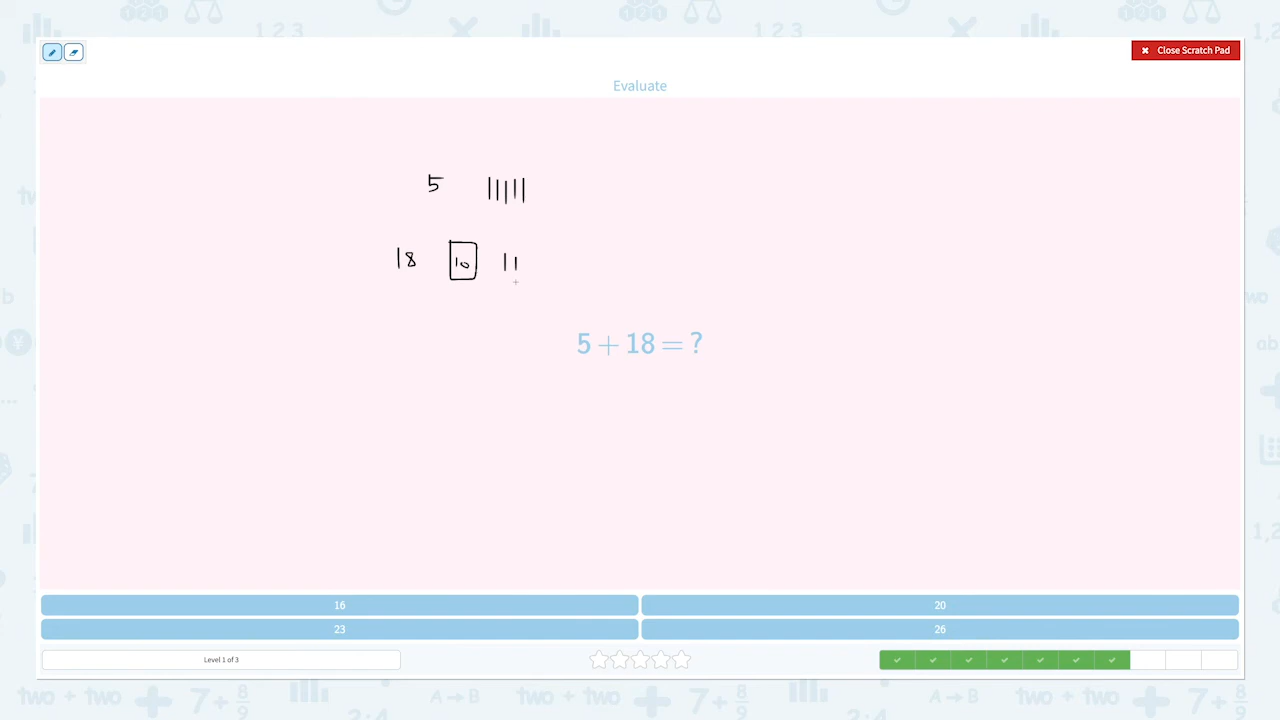 Close Scratch Pad
Evaluate
5 |||||
18 10 ||
5 + 18 = ?
16
20
23
26
Level 1 of 3